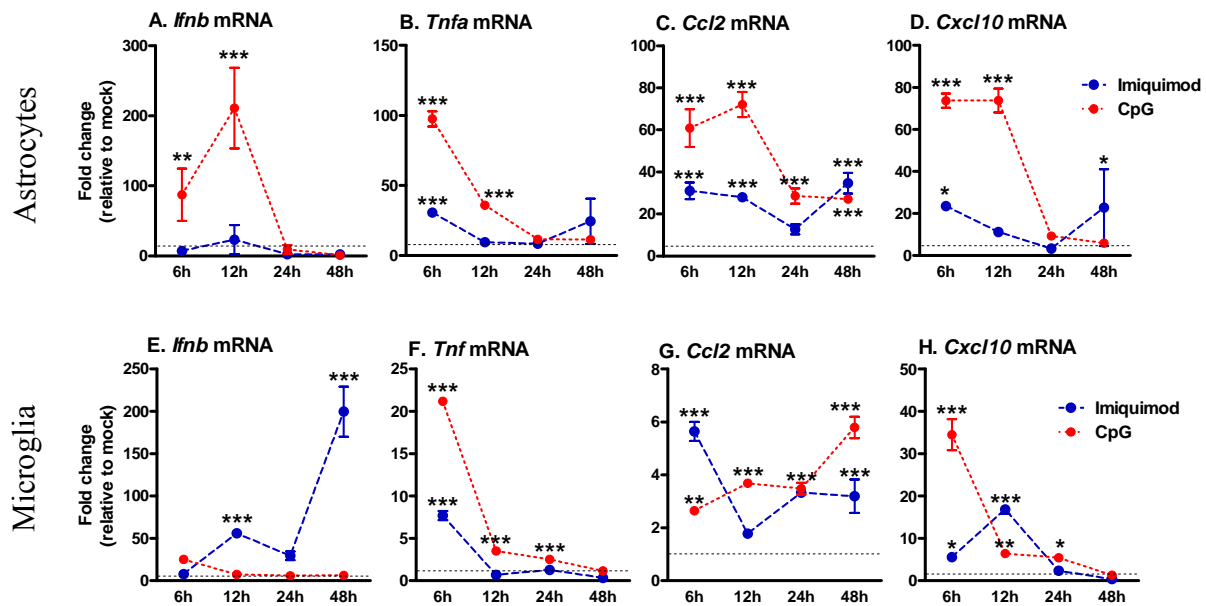 Astrocytes
Fold change
(relative to mock)
A. Ifnb mRNA
300
200
100
0
**
***
6h 12h 24h 48h
B. Tnfa mRNA
150
100
50
0
***
***
***
6h 12h 24h 48h
C. Ccl2 mRNA
100
80
60
40
20
0
***
***
***
***
***
***
***
6h 12h 24h 48h
D. Cxcl10 mRNA
100
80
60
40
20
0
***
***
*
*
6h 12h 24h 48h
Imiquimod
CpG
Microglia
Fold change
(relative to mock)
E. Ifnb mRNA
250
200
150
100
50
0
***
***
6h 12h 24h 48h
F. Tnf mRNA
25
20
15
10
5
0
***
***
***
***
6h 12h 24h 48h
G. Ccl2 mRNA
8
6
4
2
0
***
**
***
***
***
***
6h 12h 24h 48h
H. Cxcl10 mRNA
50
40
30
20
10
0
***
*
***
**
*
6h 12h 24h 48h
Imiquimod
CpG